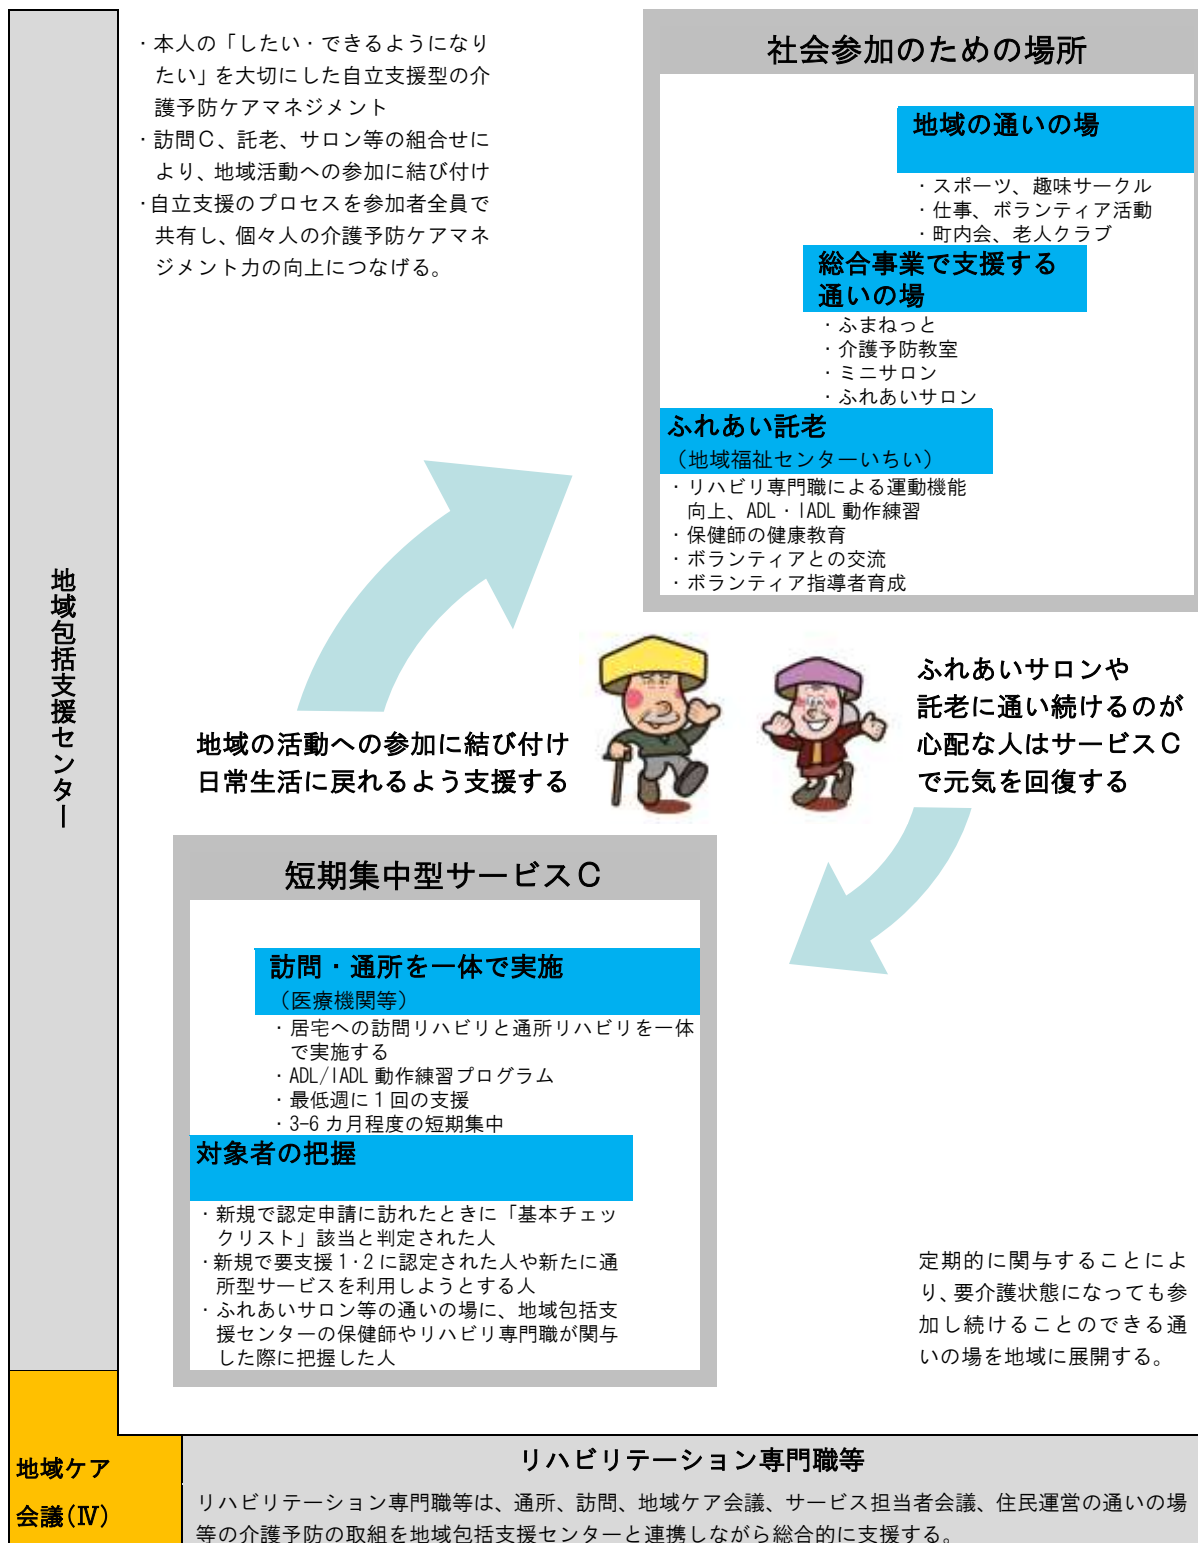 ・本人の「したい・できるようになり
たい」を大切にした自立支援型の介
護予防ケアマネジメント
・訪問Ｃ、託老、サロン等の組合せに
より、地域活動への参加に結び付け
・自立支援のプロセスを参加者全員で
共有し、個々人の介護予防ケアマネ
ジメント力の向上につなげる。
社会参加のための場所
地域の通いの場
・スポーツ、趣味サークル
・仕事、ボランティア活動
・町内会、老人クラブ
総合事業で支援する
通いの場
・ふまねっと
・介護予防教室
・ミニサロン
・ふれあいサロン
ふれあい託老
（地域福祉センターいちい）
・リハビリ専門職による運動機能
向上、ADL・IADL 動作練習
・保健師の健康教育
・ボランティアとの交流
・ボランティア指導者育成
地域包括支援センター
地域の活動への参加に結び付け
日常生活に戻れるよう支援する
ふれあいサロンや
託老に通い続けるのが
心配な人はサービスＣ
で元気を回復する
短期集中型サービスＣ
訪問・通所を一体で実施
（医療機関等）
・居宅への訪問リハビリと通所リハビリを一体
で実施する
・ADL/IADL 動作練習プログラム
・最低週に１回の支援
・3-6 カ月程度の短期集中
対象者の把握
・新規で認定申請に訪れたときに「基本チェッ
クリスト」該当と判定された人
・新規で要支援１・２に認定された人や新たに通
所型サービスを利用しようとする人
・ふれあいサロン等の通いの場に、地域包括支
援センターの保健師やリハビリ専門職が関与
した際に把握した人
定期的に関与することによ
り、要介護状態になっても参
加し続けることのできる通
いの場を地域に展開する。
地域ケア
会議(Ⅳ)
リハビリテーション専門職等
リハビリテーション専門職等は、通所、訪問、地域ケア会議、サービス担当者会議、住民運営の通いの場
等の介護予防の取組を地域包括支援センターと連携しながら総合的に支援する。